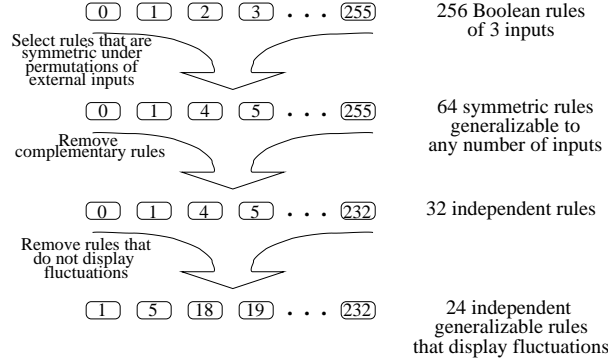 0 1 2 3 . . . 255
256 Boolean rules
of 3 inputs
Select rules that are
symmetric under
permutations of
external inputs
0 1 4 5 . . . 255
64 symmetric rules
generalizable to
any number of inputs
Remove
complementary rules
0 1 4 5 . . . 232
32 independent rules
Remove rules that
do not display
fluctuations
1 5 18 19 . . . 232
24 independent
generalizable rules
that display fluctuations